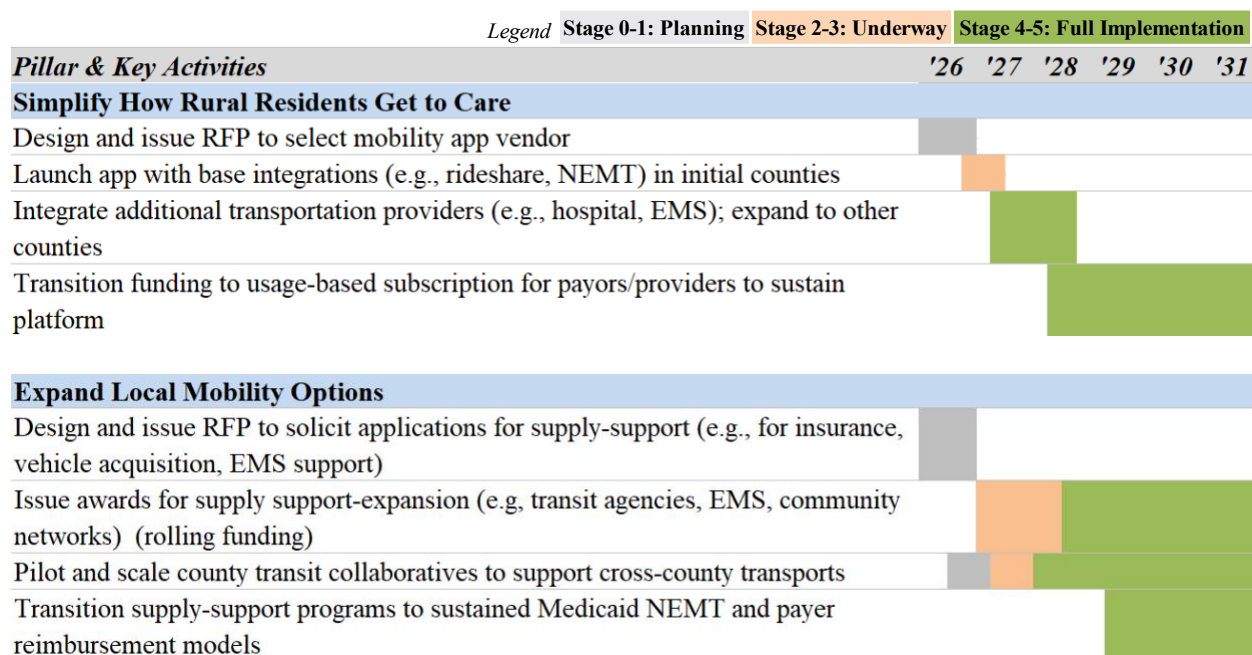 Legend Stage 0-1: Planning Stage 2-3: Underway Stage 4-5: Full Implementation
Pillar & Key Activities '26 '27 '28 '29 '30 '31
Simplify How Rural Residents Get to Care
Design and issue RFP to select mobility app vendor
Launch app with base integrations (e.g., rideshare, NEMT) in initial counties
Integrate additional transportation providers (e.g., hospital, EMS); expand to other
counties
Transition funding to usage-based subscription for payors/providers to sustain
platform
Expand Local Mobility Options
Design and issue RFP to solicit applications for supply-support (e.g., for insurance,
vehicle acquisition, EMS support)
Issue awards for supply support-expansion (e.g, transit agencies, EMS, community
networks) (rolling funding)
Pilot and scale county transit collaboratives to support cross-county transports
Transition supply-support programs to sustained Medicaid NEMT and payer
reimbursement models